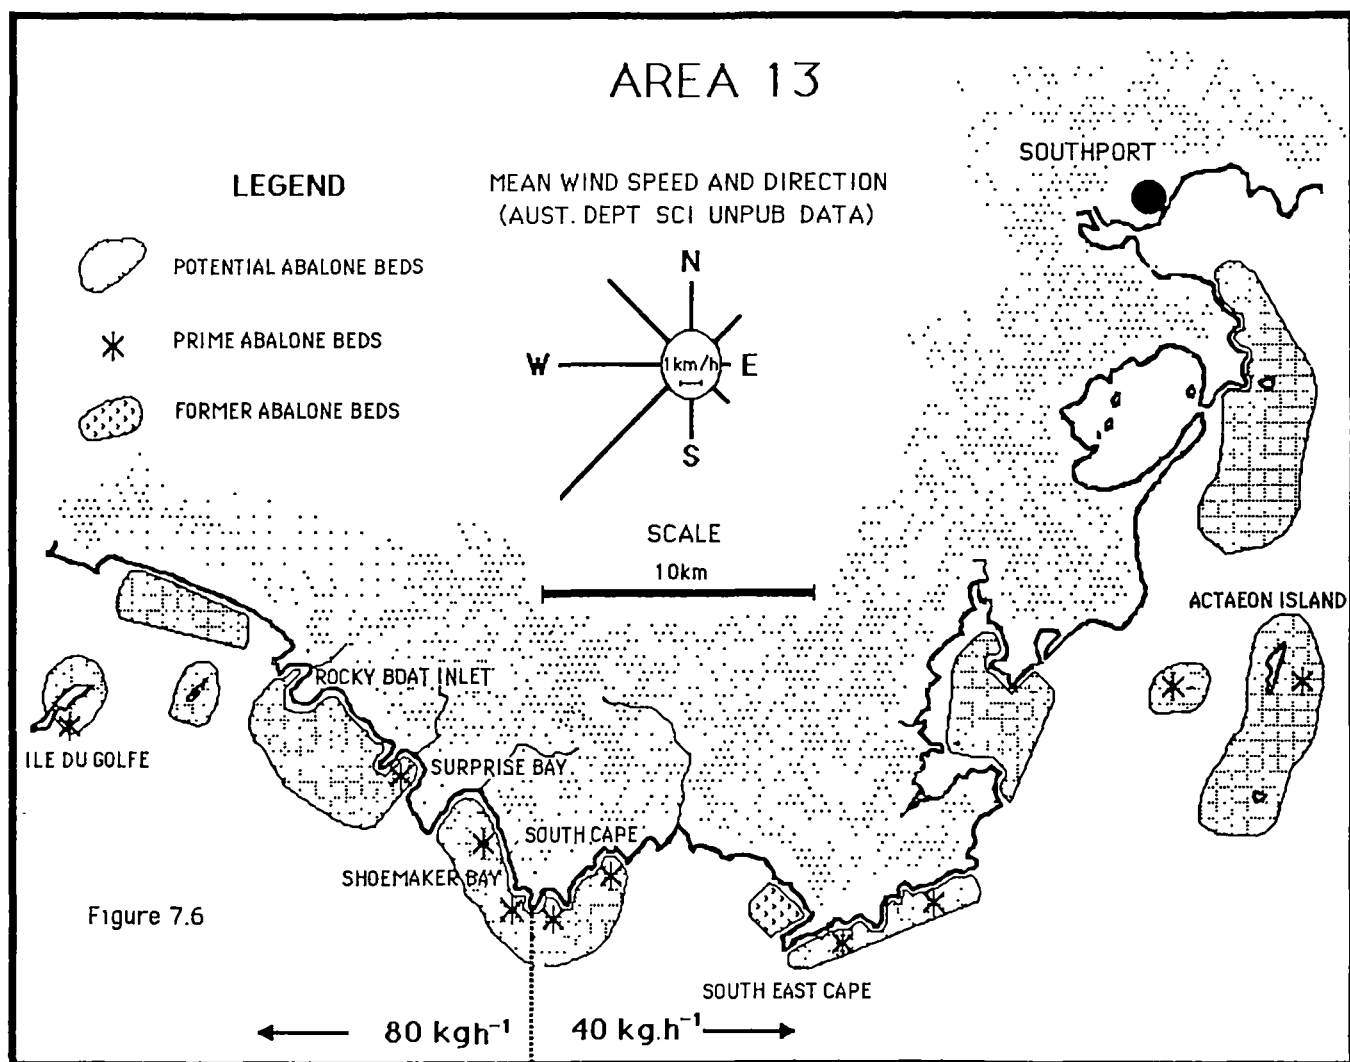 AREA 13
SOUTHPORT
LEGEND
MEAN WIND SPEED AND DIRECTION
(AUST. DEPT SCI UNPUB DATA)
POTENTIAL ABALONE BEDS
PRIME ABALONE BEDS
FORMER ABALONE BEDS
N
W
1km/h
E
S
SCALE
10km
ACTAEON ISLAND
ROCKY BOAT INLET
ILE DU GOLFE
SURPRISE BAY
SOUTH CAPE
SHOEMAKER BAY
Figure 7.6
SOUTH EAST CAPE
80 kgh⁻¹
40 kg.h⁻¹